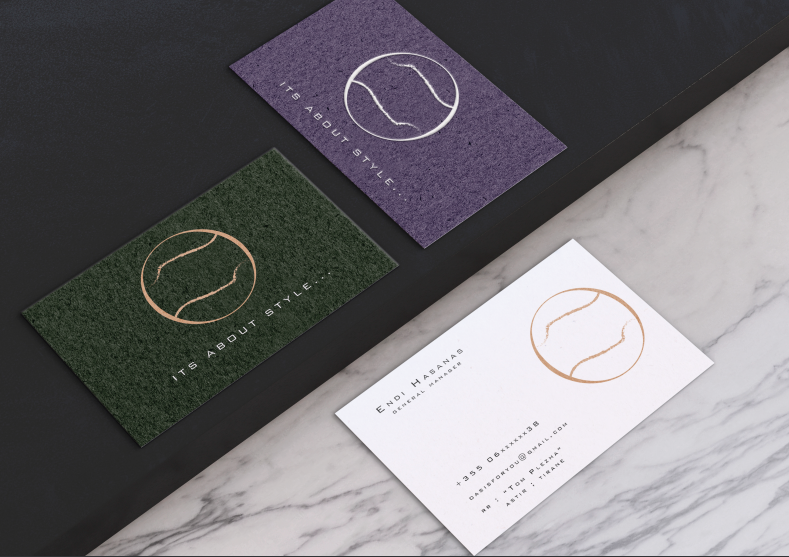 ITS ABOUT STYLE...
ITS ABOUT STYLE...
ENDI HASANAS
GENERAL MANAGER
+355 06xxxxxx38
OASISFORYOU@GMAIL.COM
RR : "TOM PLEZHA"
ASTIR ; TIRANE